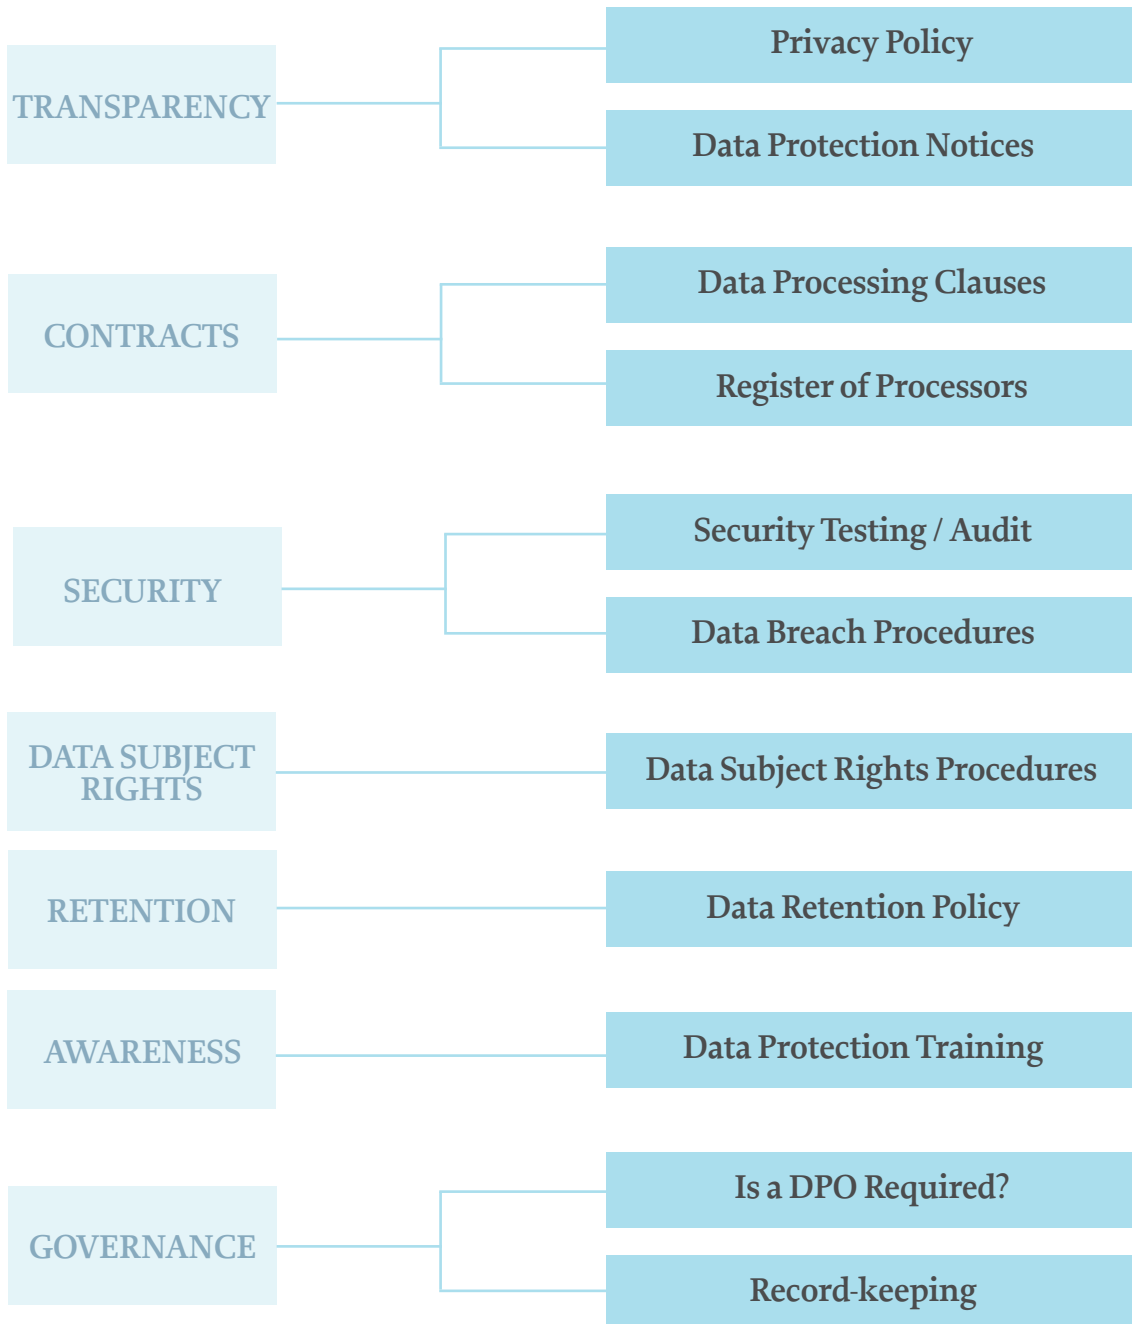 TRANSPARENCY
Privacy Policy
Data Protection Notices
CONTRACTS
Data Processing Clauses
Register of Processors
SECURITY
Security Testing / Audit
Data Breach Procedures
DATA SUBJECT
RIGHTS
Data Subject Rights Procedures
RETENTION
Data Retention Policy
AWARENESS
Data Protection Training
GOVERNANCE
Is a DPO Required?
Record-keeping